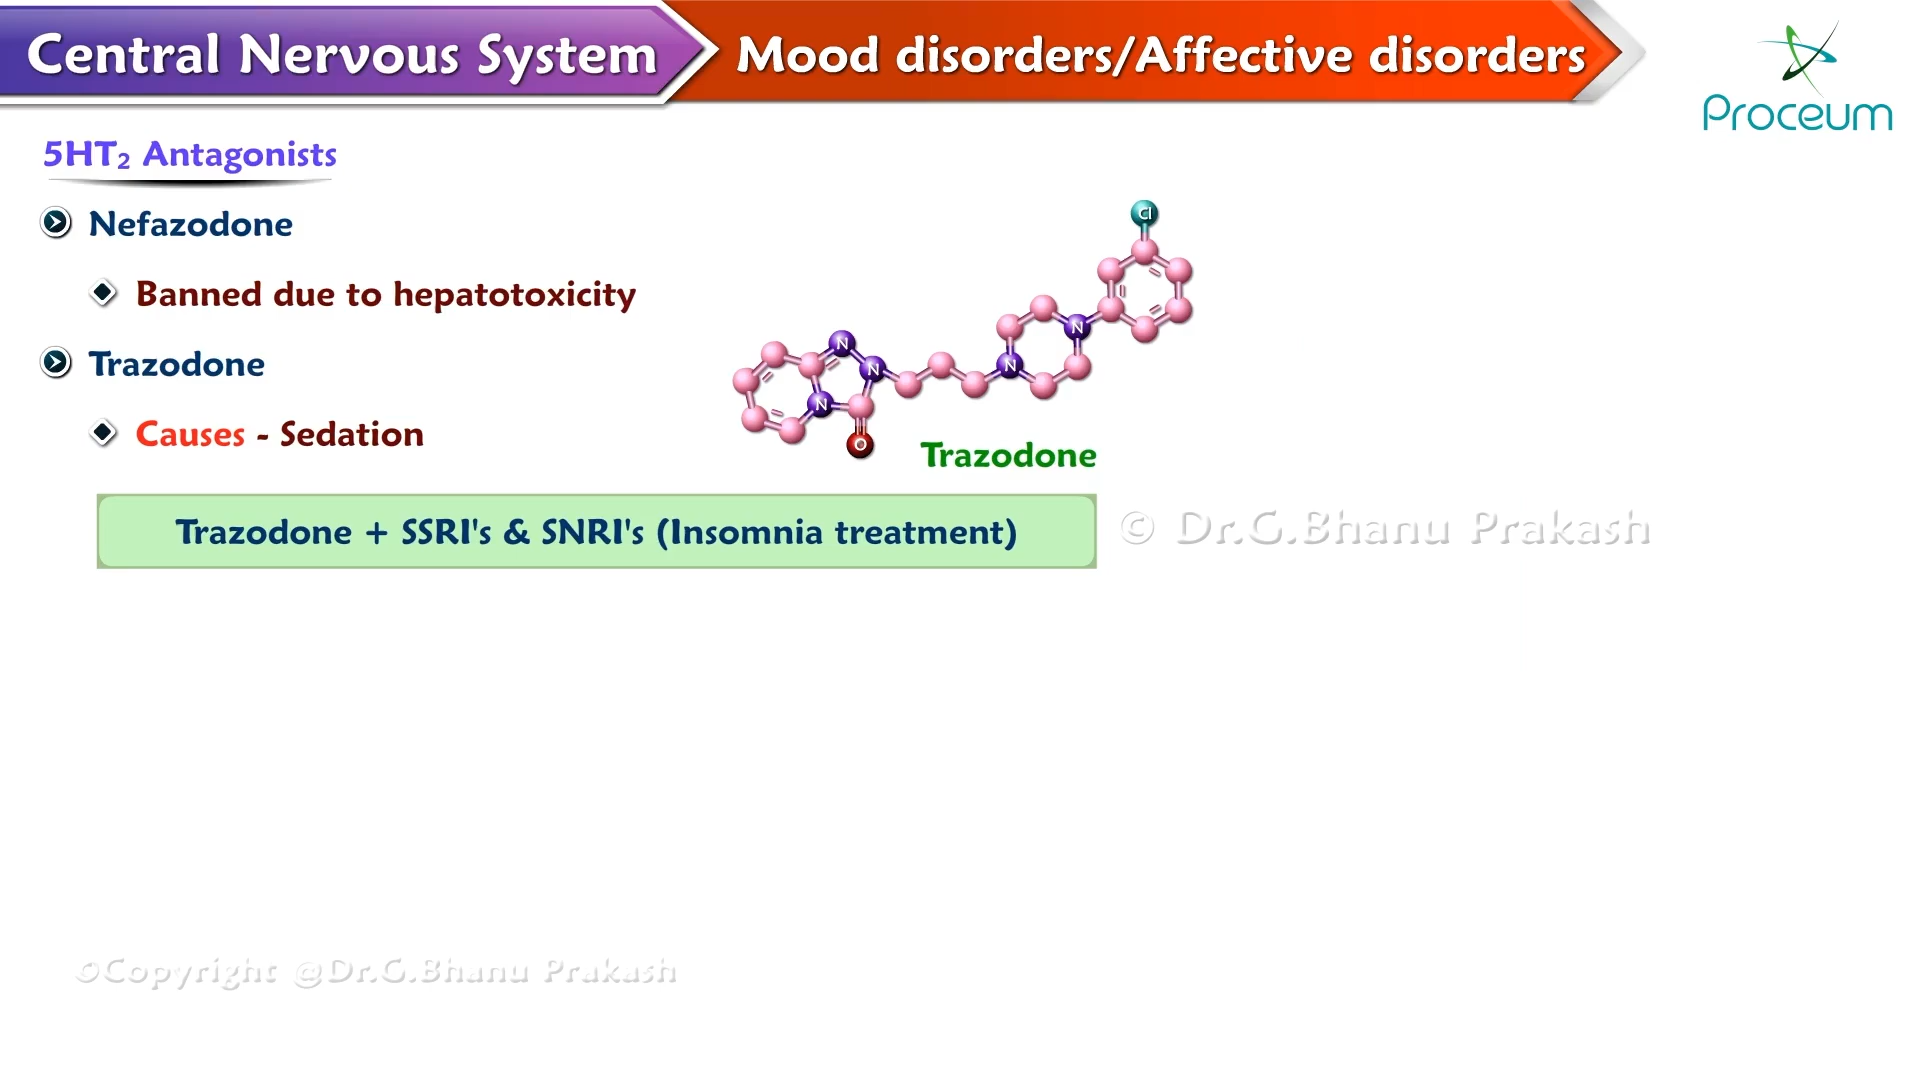 Central Nervous System
Mood disorders/Affective disorders
Proceum
5HT₂ Antagonists
Nefazodone
Banned due to hepatotoxicity
Trazodone
Causes - Sedation
Cl
N
N
N
N
N
O
Trazodone
Trazodone + SSRI's & SNRI's (Insomnia treatment)
© Dr.G.Bhanu Prakash
©Copyright @Dr.G.Bhanu Prakash